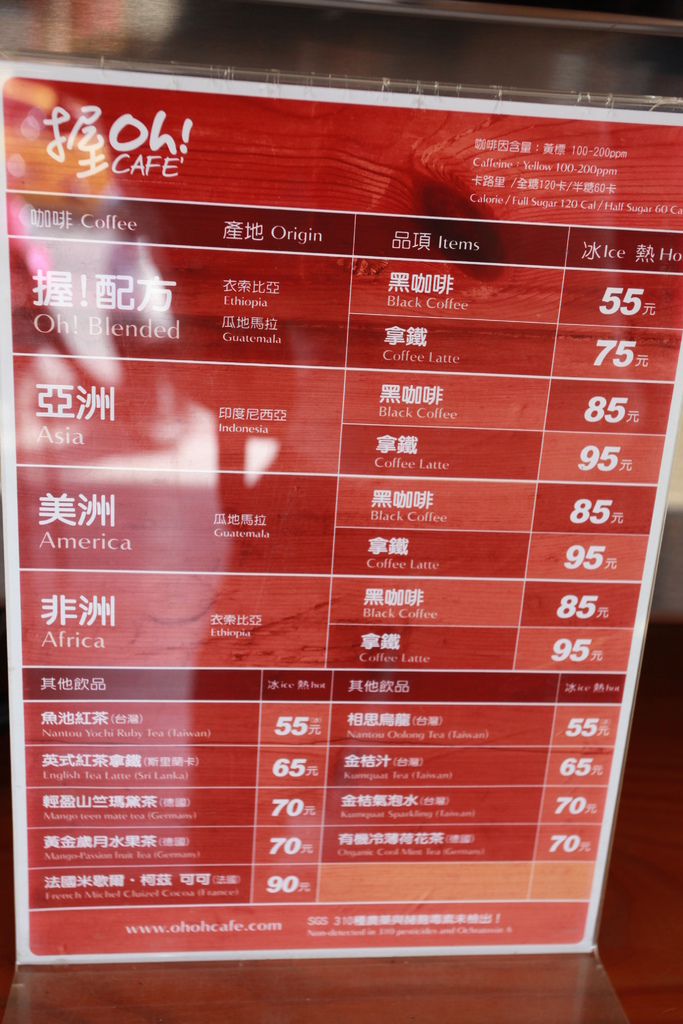 握Oh!
CAFE'
咖啡因含量：黃標 100-200ppm
Caffeine : Yellow 100-200ppm
卡路里 /全糖120卡/半糖60卡
Calorie / Full Sugar 120 Cal / Half Sugar 60 Ca
咖啡 Coffee 產地 Origin 品項 Items 冰Ice 熱Ho
握!配方 衣索比亞 黑咖啡 55元
Oh! Blended Ethiopia Black Coffee
瓜地馬拉 拿鐵 75元
Guatemala Coffee Latte
亞洲 印度尼西亞 黑咖啡 85元
Asia Indonesia Black Coffee
拿鐵 95元
Coffee Latte
美洲 瓜地馬拉 黑咖啡 85元
America Guatemala Black Coffee
拿鐵 95元
Coffee Latte
非洲 衣索比亞 黑咖啡 85元
Africa Ethiopia Black Coffee
拿鐵 95元
Coffee Latte
其他飲品 冰ice 熱hot 其他飲品 冰ice 熱hot
魚池紅茶(台灣) 55元 相思烏龍(台灣) 55元
Nantou Yochi Ruby Tea (Taiwan) Nantou Oolong Tea (Taiwan)
英式紅茶拿鐵(斯里蘭卡) 65元 金桔汁(台灣) 65元
English Tea Latte (Sri Lanka) Kumquat Tea (Taiwan)
輕盈山竺瑪黛茶(德國) 70元 金桔氣泡水(台灣) 70元
Mango teen mate tea (Germany) Kumquat Sparkling (Taiwan)
黃金歲月水果茶(德國) 70元 有機冷薄荷花茶(德國) 70元
Mango-Passion fruit Tea (Germany) Organic Cool Mint Tea (Germany)
法國米歇爾·柯茲 可可(法國) 90元
French Michel Cluizel Cocoa (France)
www.ohohcafe.com SGS 310種農藥與赭麴毒素未檢出！
Non-detected in 310 pesticides and Ochratoxin A